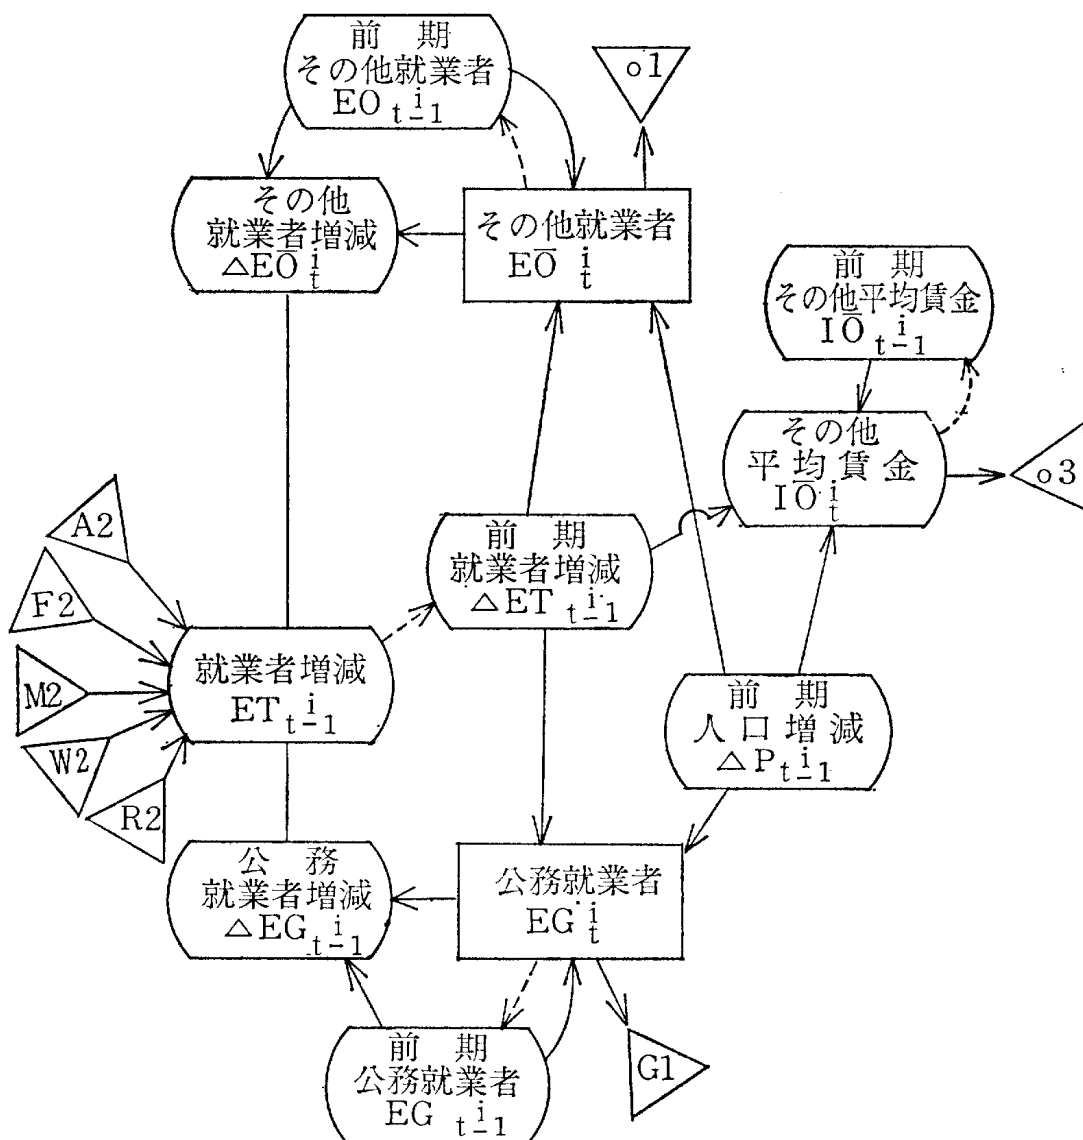 前 期
その他就業者
EO i t-1
o1
その他
就業者増減
△EŌ i t
その他就業者
EŌ i t
前 期
その他平均賃金
IŌ i t-1
その他
平均賃金
IŌ i t
o3
A2
F2
M2
W2
R2
前 期
就業者増減
△ET i t-1
就業者増減
ET i t-1
前 期
人口増減
△P i t-1
公 務
就業者増減
△EG i t-1
公務就業者
EG i t
前 期
公務就業者
EG i t-1
G1